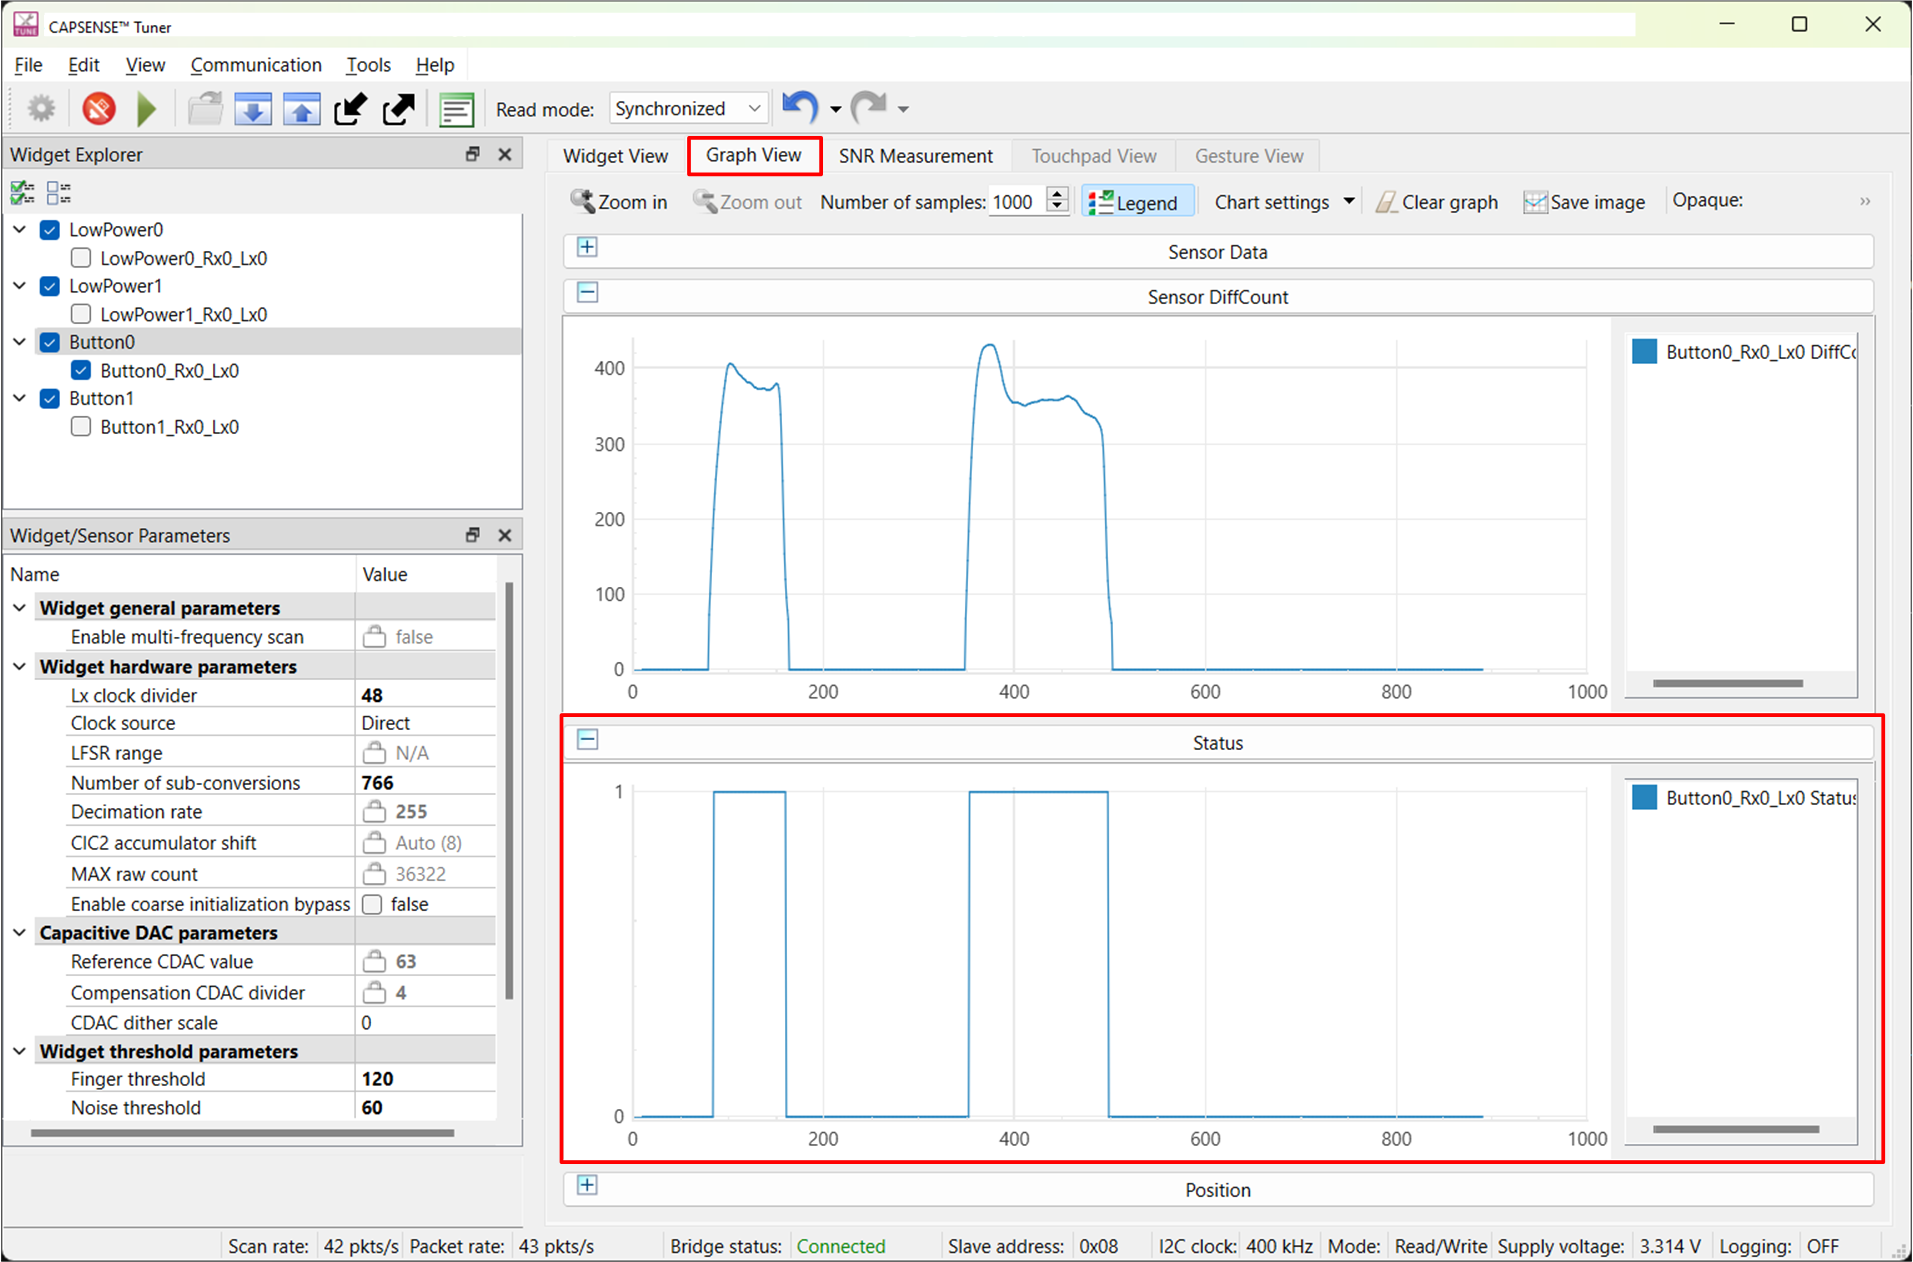 CAPSENSE™ Tuner
File Edit View Communication Tools Help
Read mode: Synchronized
Widget Explorer
LowPower0
LowPower0_Rx0_Lx0
LowPower1
LowPower1_Rx0_Lx0
Button0
Button0_Rx0_Lx0
Button1
Button1_Rx0_Lx0
Widget/Sensor Parameters
Name Value
Widget general parameters
Enable multi-frequency scan false
Widget hardware parameters
Lx clock divider 48
Clock source Direct
LFSR range N/A
Number of sub-conversions 766
Decimation rate 255
CIC2 accumulator shift Auto (8)
MAX raw count 36322
Enable coarse initialization bypass false
Capacitive DAC parameters
Reference CDAC value 63
Compensation CDAC divider 4
CDAC dither scale 0
Widget threshold parameters
Finger threshold 120
Noise threshold 60
Widget View Graph View SNR Measurement Touchpad View Gesture View
Zoom in Zoom out Number of samples: 1000 Legend Chart settings Clear graph Save image Opaque: »
Sensor Data
Sensor DiffCount
400
300
200
100
0
0 200 400 600 800 1000
Button0_Rx0_Lx0 DiffCo
Status
1
0
0 200 400 600 800 1000
Button0_Rx0_Lx0 Status
Position
Scan rate: 42 pkts/s Packet rate: 43 pkts/s Bridge status: Connected Slave address: 0x08 I2C clock: 400 kHz Mode: Read/Write Supply voltage: 3.314 V Logging: OFF